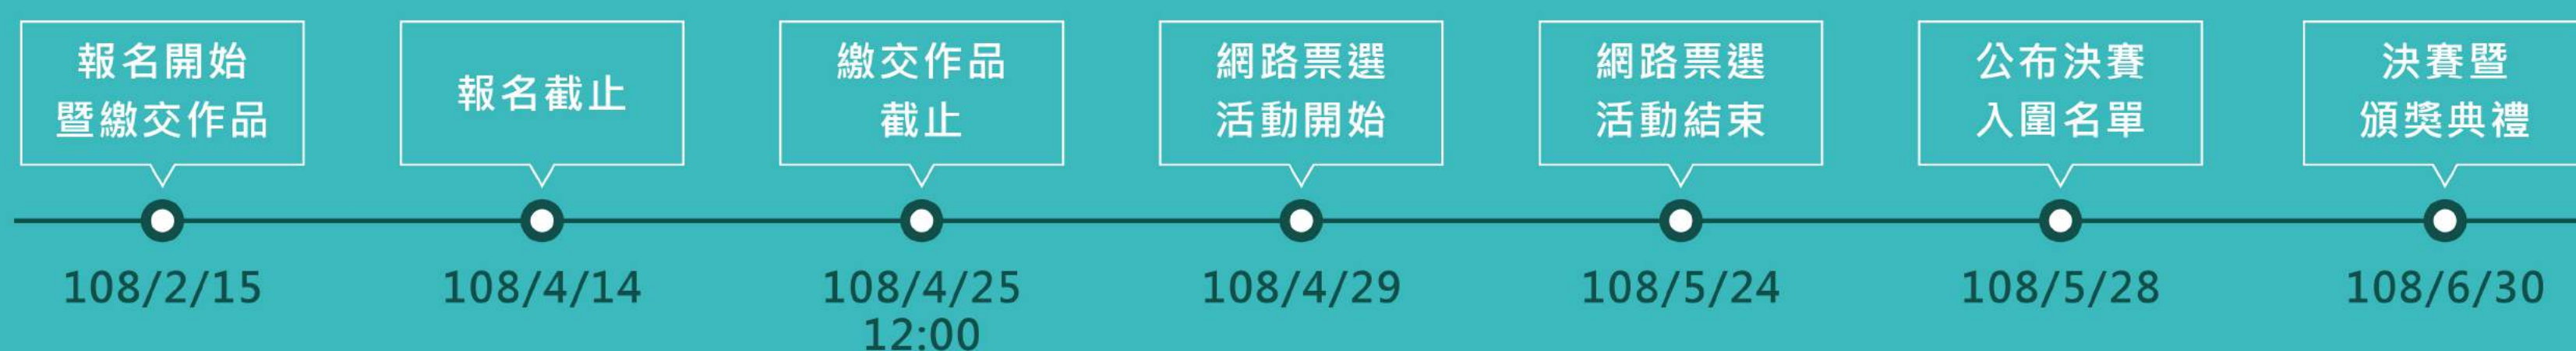 報名開始
暨繳交作品
108/2/15
報名截止
108/4/14
繳交作品
截止
108/4/25
12:00
網路票選
活動開始
108/4/29
網路票選
活動結束
108/5/24
公布決賽
入圍名單
108/5/28
決賽暨
頒獎典禮
108/6/30